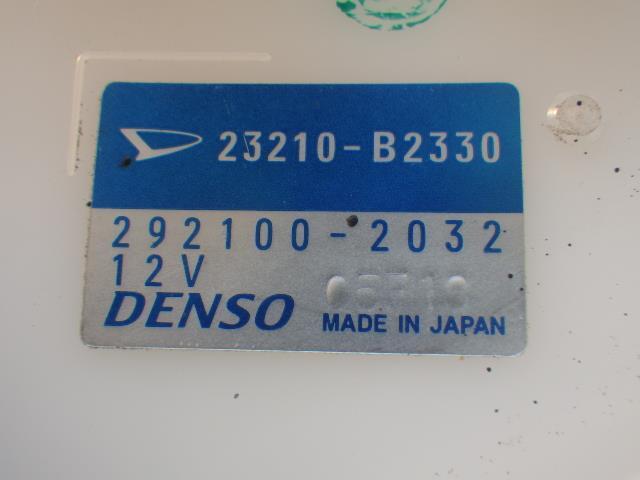 23210-B2330
292100-2032
12V
DENSO
MADE IN JAPAN